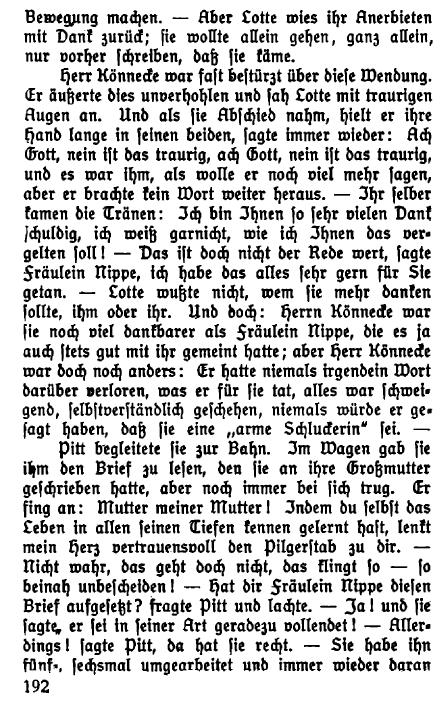 Bewegung machen. — Aber Lotte wies ihr Anerbieten
mit Dank zurück; sie wollte allein gehen, ganz allein,
nur vorher schreiben, daß sie käme.
Herr Könnecke war fast bestürzt über diese Wendung.
Er äußerte dies unverhohlen und sah Lotte mit traurigen
Augen an. Und als sie Abschied nahm, hielt er ihre
Hand lange in seinen beiden, sagte immer wieder: Ach
Gott, nein ist das traurig, ach Gott, nein ist das traurig,
und es war ihm, als wolle er noch viel mehr sagen,
aber er brachte kein Wort weiter heraus. — Ihr selber
kamen die Tränen: Ich bin Ihnen so sehr vielen Dank
schuldig, ich weiß garnicht, wie ich Ihnen das ver-
gelten soll! — Das ist doch nicht der Rede wert, sagte
Fräulein Nippe, ich habe das alles sehr gern für Sie
getan. — Lotte wußte nicht, wem sie mehr danken
sollte, ihm oder ihr. Und doch: Herrn Könnecke war
sie noch viel dankbarer als Fräulein Nippe, die es ja
auch stets gut mit ihr gemeint hatte; aber Herr Könnecke
war doch noch anders: Er hatte niemals irgendein Wort
darüber verloren, was er für sie tat, alles war schwei-
gend, selbstverständlich geschehen, niemals würde er ge-
sagt haben, daß sie eine „arme Schluckerin“ sei. —
Pitt begleitete sie zur Bahn. Im Wagen gab sie
ihm den Brief zu lesen, den sie an ihre Großmutter
geschrieben hatte, aber noch immer bei sich trug. Er
fing an: Mutter meiner Mutter! Indem du selbst das
Leben in allen seinen Tiefen kennen gelernt hast, lenkt
mein Herz vertrauensvoll den Pilgerstab zu dir. —
Nicht wahr, das geht doch nicht, das klingt so — so
beinah unbescheiden! — Hat dir Fräulein Nippe diesen
Brief aufgesetzt? fragte Pitt und lachte. — Ja! und sie
sagte, er sei in seiner Art geradezu vollendet! — Aller-
dings! sagte Pitt, da hat sie recht. — Sie habe ihn
fünf-, sechsmal umgearbeitet und immer wieder daran
192